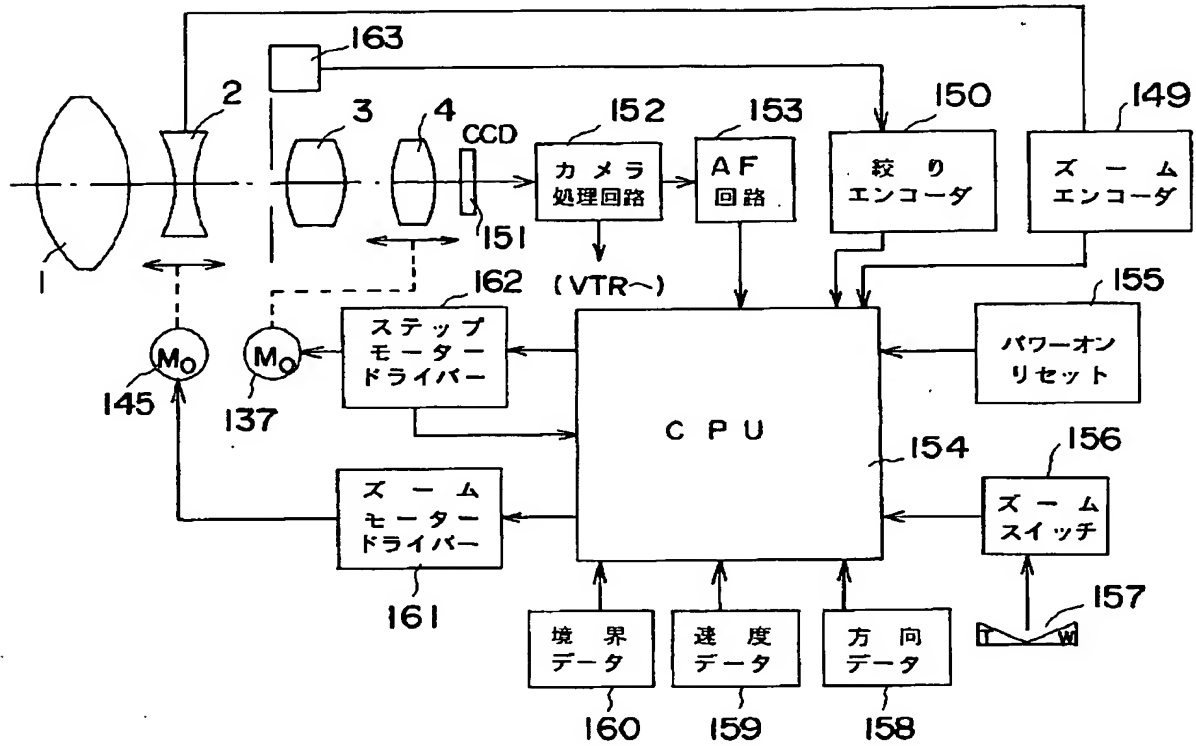 163
1
2
3
4
CCD
151
152
カメラ
処理回路
(VTR~)
153
AF
回路
150
絞り
エンコーダ
149
ズーム
エンコーダ
162
ステップ
モーター
ドライバー
MO
145
MO
137
CPU
154
155
パワーオン
リセット
156
ズーム
スイッチ
157
T
W
ズーム
モーター
ドライバー
161
境界
データ
160
速度
データ
159
方向
データ
158